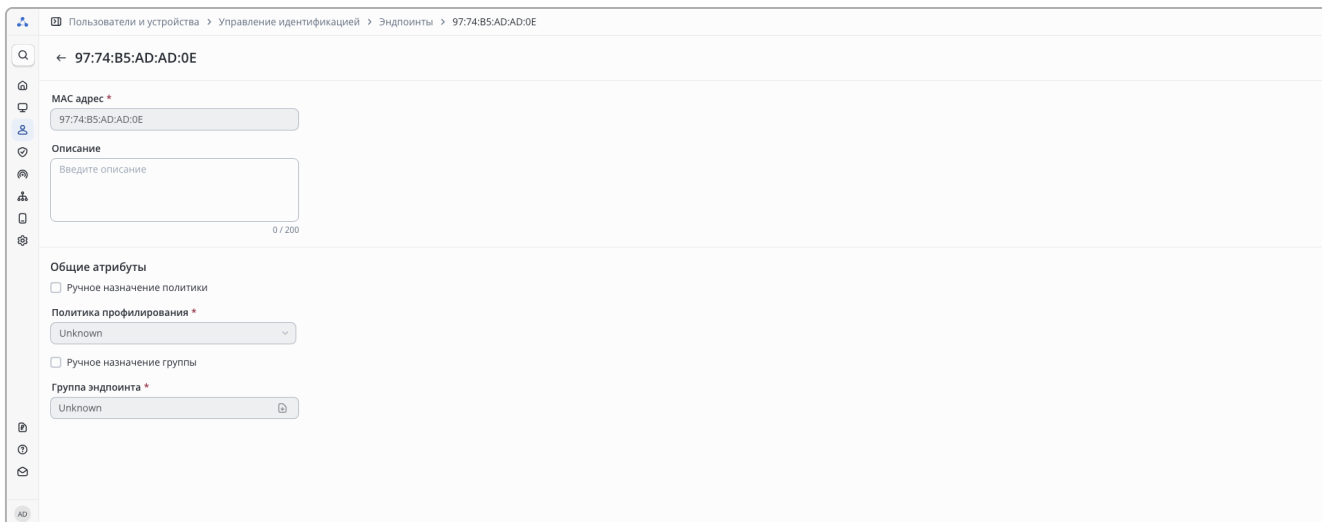 Пользователи и устройства > Управление идентификацией > Эндпоинты > 97:74:B5:AD:AD:0E
← 97:74:B5:AD:AD:0E
MAC адрес *
97:74:B5:AD:AD:0E
Описание
Введите описание
0 / 200
Общие атрибуты
Ручное назначение политики
Политика профилирования *
Unknown
Ручное назначение группы
Группа эндпоинта *
Unknown
AD